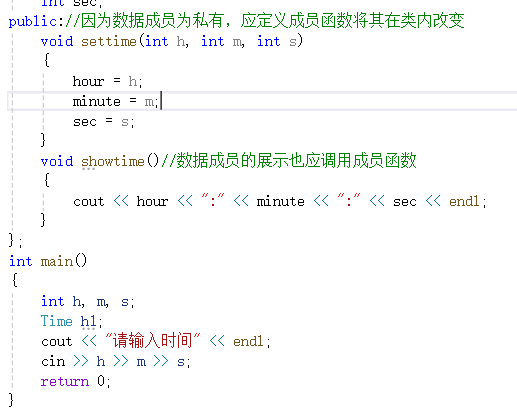 int sec;
public://因为数据成员为私有，应定义成员函数将其在类内改变
void settime(int h, int m, int s)
{
hour = h;
minute = m;
sec = s;
}
void showtime()//数据成员的展示也应调用成员函数
{
cout << hour << ":" << minute << ":" << sec << endl;
}
};
int main()
{
int h, m, s;
Time h1;
cout << "请输入时间" << endl;
cin >> h >> m >> s;
return 0;
}